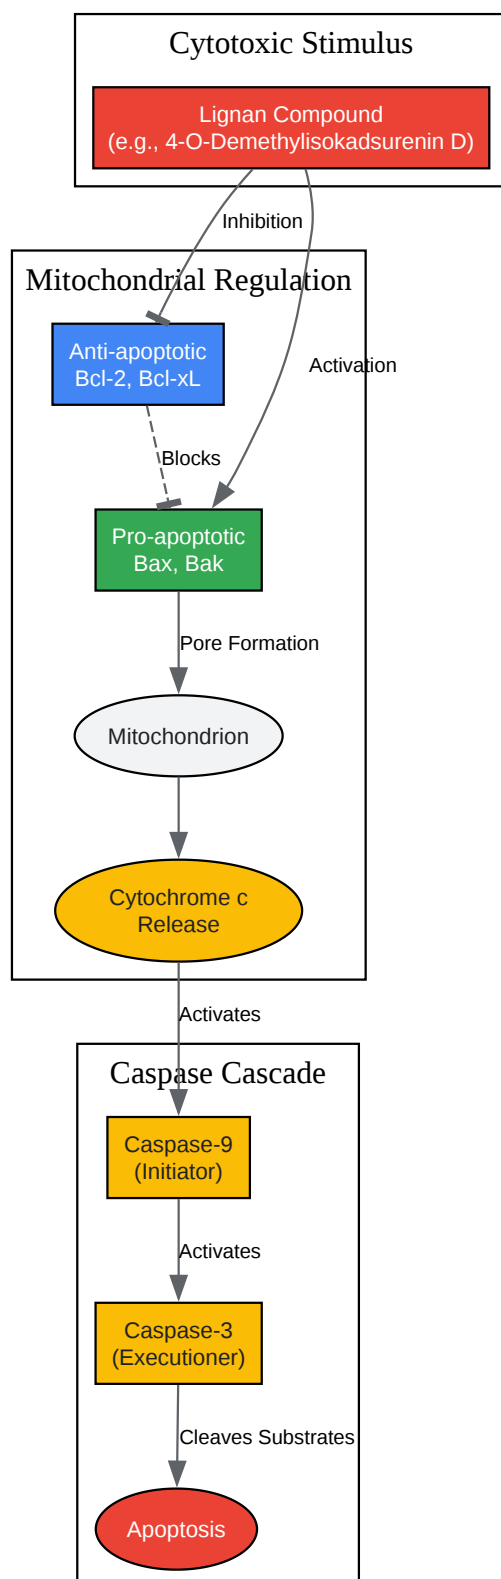 Cytotoxic Stimulus
Lignan Compound
(e.g., 4-O-Demethylisokadsurenin D)
Inhibition
Mitochondrial Regulation
Anti-apoptotic
Bcl-2, Bcl-xL
Activation
Blocks
Pro-apoptotic
Bax, Bak
Pore Formation
Mitochondrion
Cytochrome c
Release
Activates
Caspase Cascade
Caspase-9
(Initiator)
Activates
Caspase-3
(Executioner)
Cleaves Substrates
Apoptosis